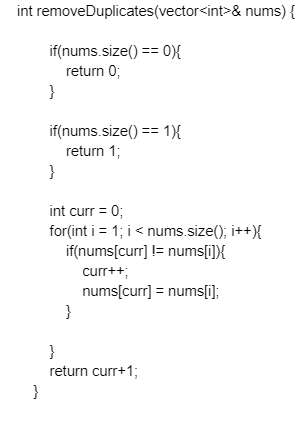 int removeDuplicates(vector<int>& nums) {
if(nums.size() == 0){
return 0;
}
if(nums.size() == 1){
return 1;
}
int curr = 0;
for(int i = 1; i < nums.size(); i++){
if(nums[curr] != nums[i]){
curr++;
nums[curr] = nums[i];
}
}
return curr+1;
}